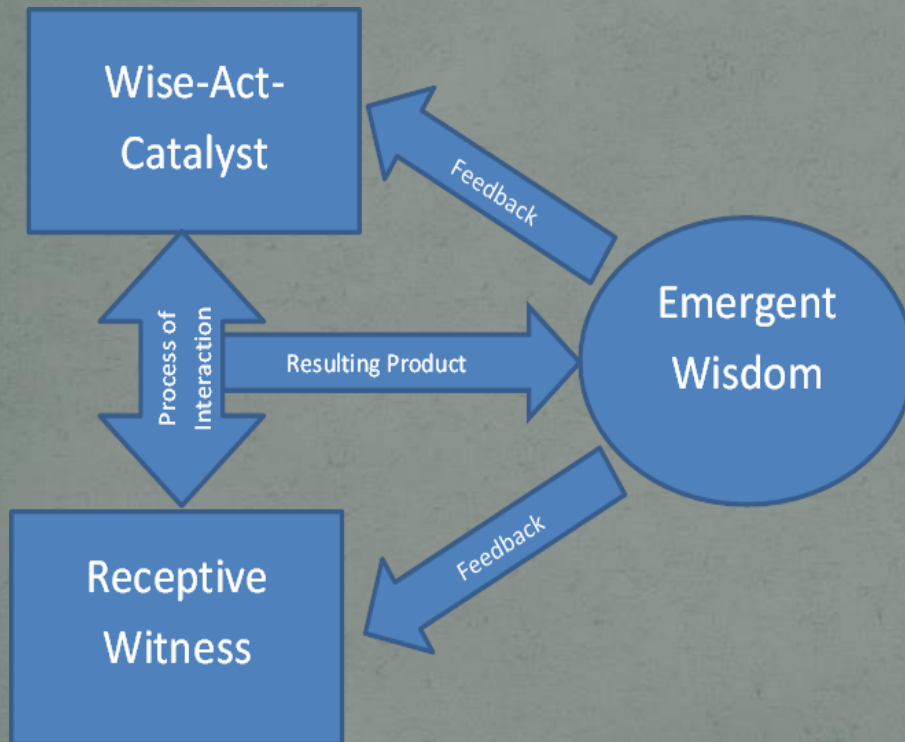 Wise-Act-
Catalyst
Feedback
Process of
Interaction
Resulting Product
Emergent
Wisdom
Feedback
Receptive
Witness